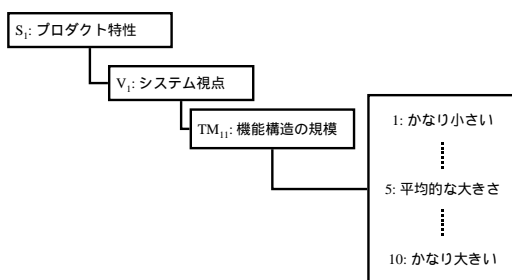 S₁: プロダクト特性
V₁: システム視点
TM₁₁: 機能構造の規模
1: かなり小さい
5: 平均的な大きさ
10: かなり大きい